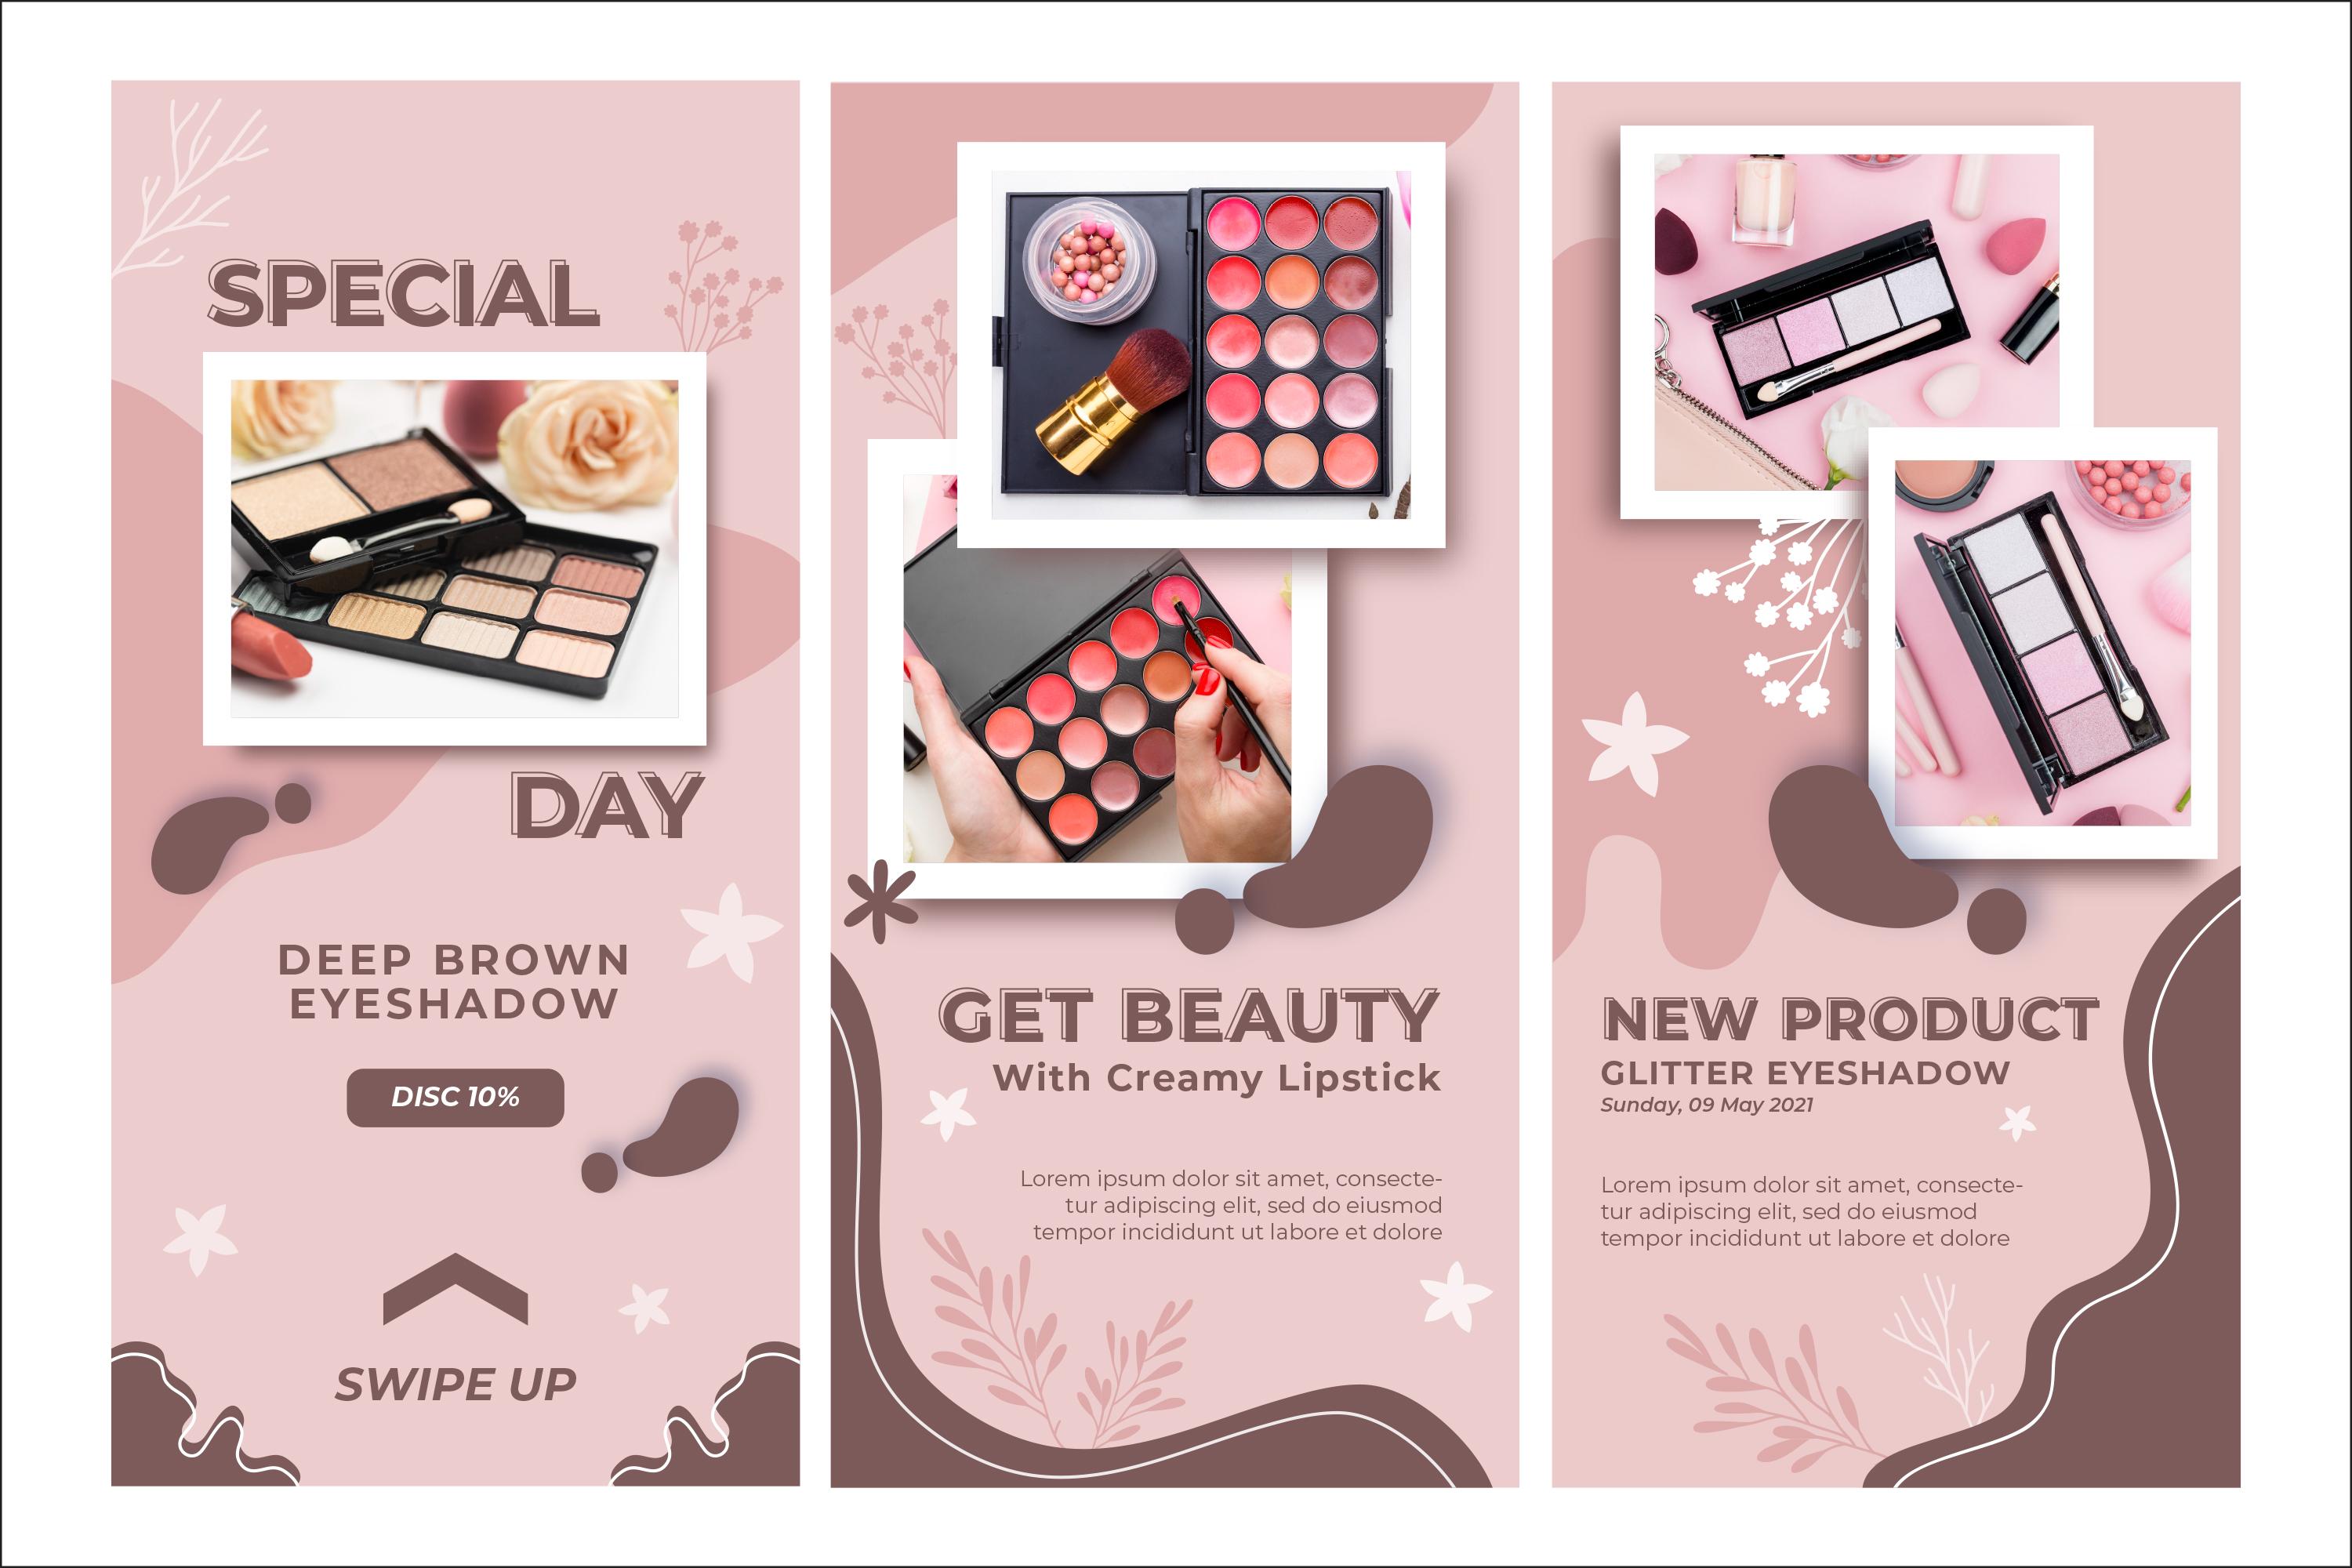 SPECIAL
DAY
DEEP BROWN
EYESHADOW
DISC 10%
SWIPE UP
GET BEAUTY
With Creamy Lipstick
Lorem ipsum dolor sit amet, consecte-
tur adipiscing elit, sed do eiusmod
tempor incididunt ut labore et dolore
NEW PRODUCT
GLITTER EYESHADOW
Sunday, 09 May 2021
Lorem ipsum dolor sit amet, consecte-
tur adipiscing elit, sed do eiusmod
tempor incididunt ut labore et dolore